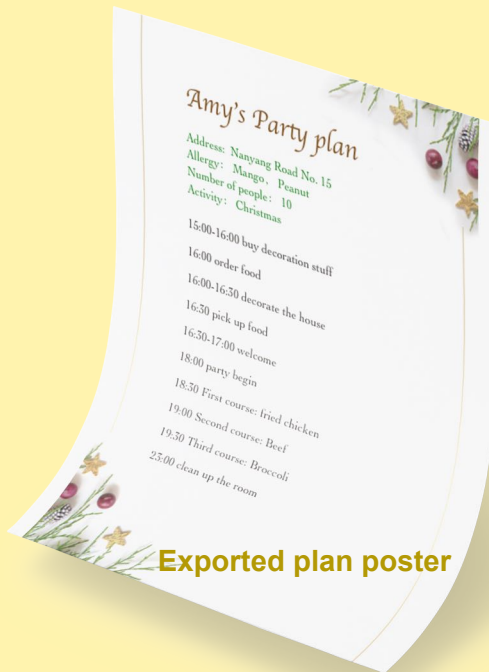 Amy's Party plan
Address: Nanyang Road No. 15
Allergy: Mango, Peanut
Number of people: 10
Activity: Christmas
15:00-16:00 buy decoration stuff
16:00 order food
16:00-16:30 decorate the house
16:30 pick up food
16:30-17:00 welcome
18:00 party begin
18:30 First course: fried chicken
19:00 Second course: Beef
19:30 Third course: Broccoli
23:00 clean up the room
Exported plan poster